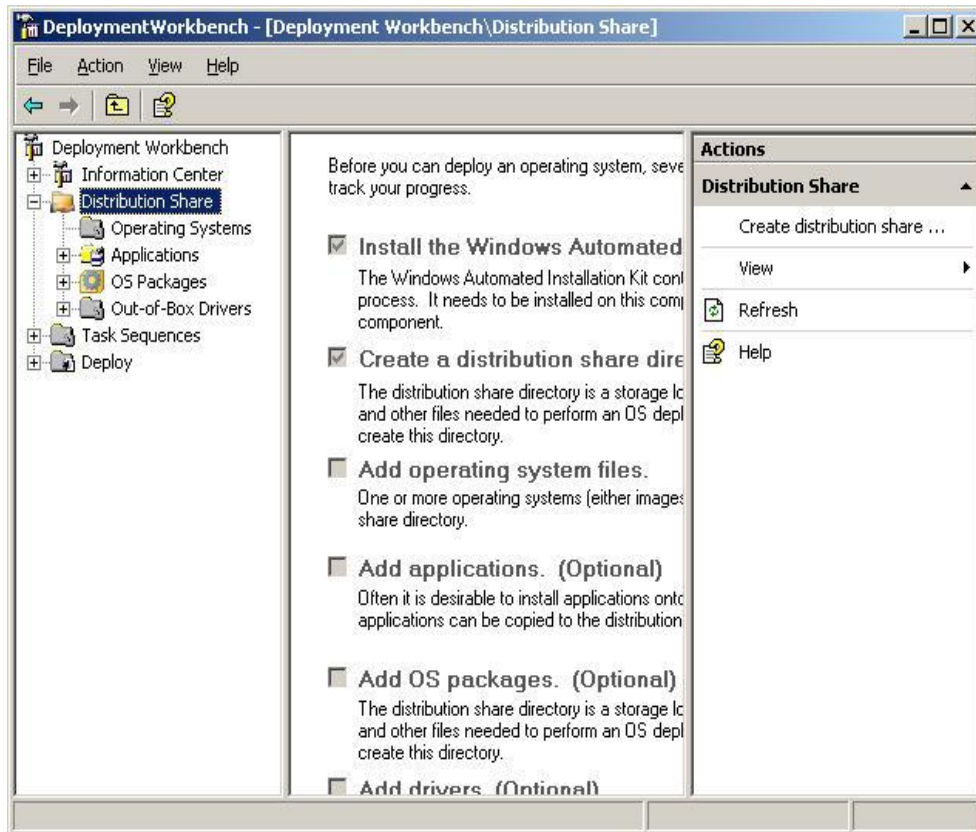 DeploymentWorkbench - [Deployment Workbench\Distribution Share]
File Action View Help
Deployment Workbench
Information Center
Distribution Share
Operating Systems
Applications
OS Packages
Out-of-Box Drivers
Task Sequences
Deploy
Before you can deploy an operating system, seve
track your progress.
Install the Windows Automated
The Windows Automated Installation Kit cont
process. It needs to be installed on this comp
component.
Create a distribution share dire
The distribution share directory is a storage lo
and other files needed to perform an OS depl
create this directory.
Add operating system files.
One or more operating systems (either images
share directory.
Add applications. (Optional)
Often it is desirable to install applications onto
applications can be copied to the distribution
Add OS packages. (Optional)
The distribution share directory is a storage lo
and other files needed to perform an OS depl
create this directory.
Add drivers. (Optional)
Actions
Distribution Share
Create distribution share ...
View
Refresh
Help